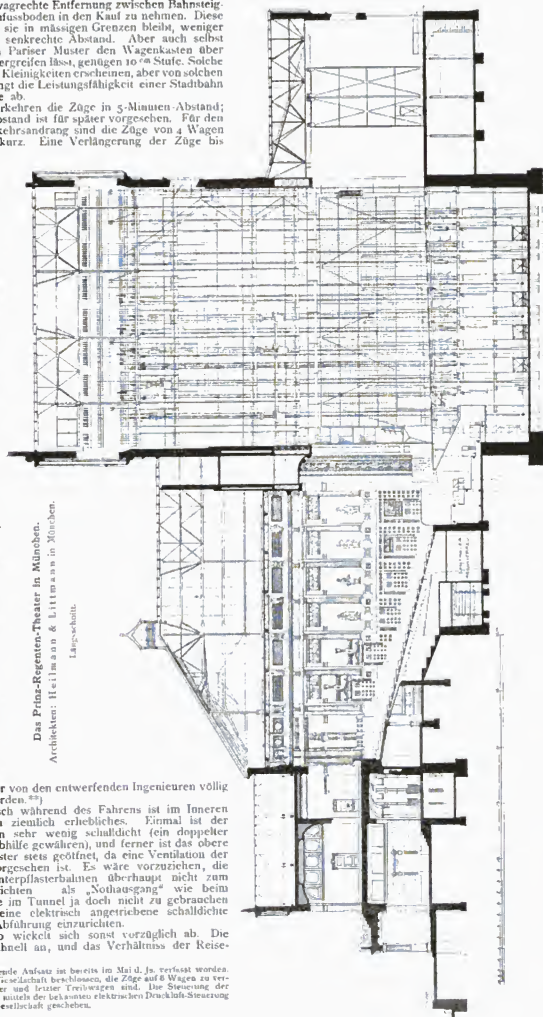 vagrechte Entfernung zwischen Bahnsteig-
ufussboden in den Kauf zu nehmen. Diese
sie in mässigen Grenzen bleibt, weniger
senkrechte Abstand. Aber auch selbst
Pariser Muster den Wagenkasten über
ergreifen lässt, genügen 10 cm Stufe. Solche
Kleinigkeiten erscheinen, aber von solchen
ngt die Leistungsfähigkeit einer Stadtbahn
e ab.
erkehren die Züge in 5-Minuten-Abstand;
bstand ist für später vorgesehen. Für den
kehrsandrang sind die Züge von 4 Wagen
kurz. Eine Verlängerung der Züge bis
Das Prinz-Regenten-Theater in München.
Architekten: Heilmann & Littmann in München.
Längsschnitt.
r von den entwerfenden Ingenieuren völlig
rden.**)
sch während des Fahrens ist im Inneren
n ziemlich erhebliches. Einmal ist der
n sehr wenig schalldicht (ein doppelter
bhilfe gewähren), und ferner ist das obere
ster stets geöffnet, da eine Ventilation der
orgesehen ist. Es wäre vorzuziehen, die
nterpflasterbahnen überhaupt nicht zum
ichten als „Nothausgang“ wie beim
e im Tunnel ja doch nicht zu gebrauchen
eine elektrisch angetriebene schalldichte
Abführung einzurichten.
b wickelt sich sonst vorzüglich ab. Die
hnell an, und das Verhältniss der Reise-
ende Aufsatz ist bereits im Mai d. Js. verfasst worden.
Gesellschaft beschlossen, die Züge auf 8 Wagen zu ver-
er und letzter Treibwagen sind. Die Steuerung der
mittels der bekannten elektrischen Druckluft-Steuerung
esellschaft geschehen.